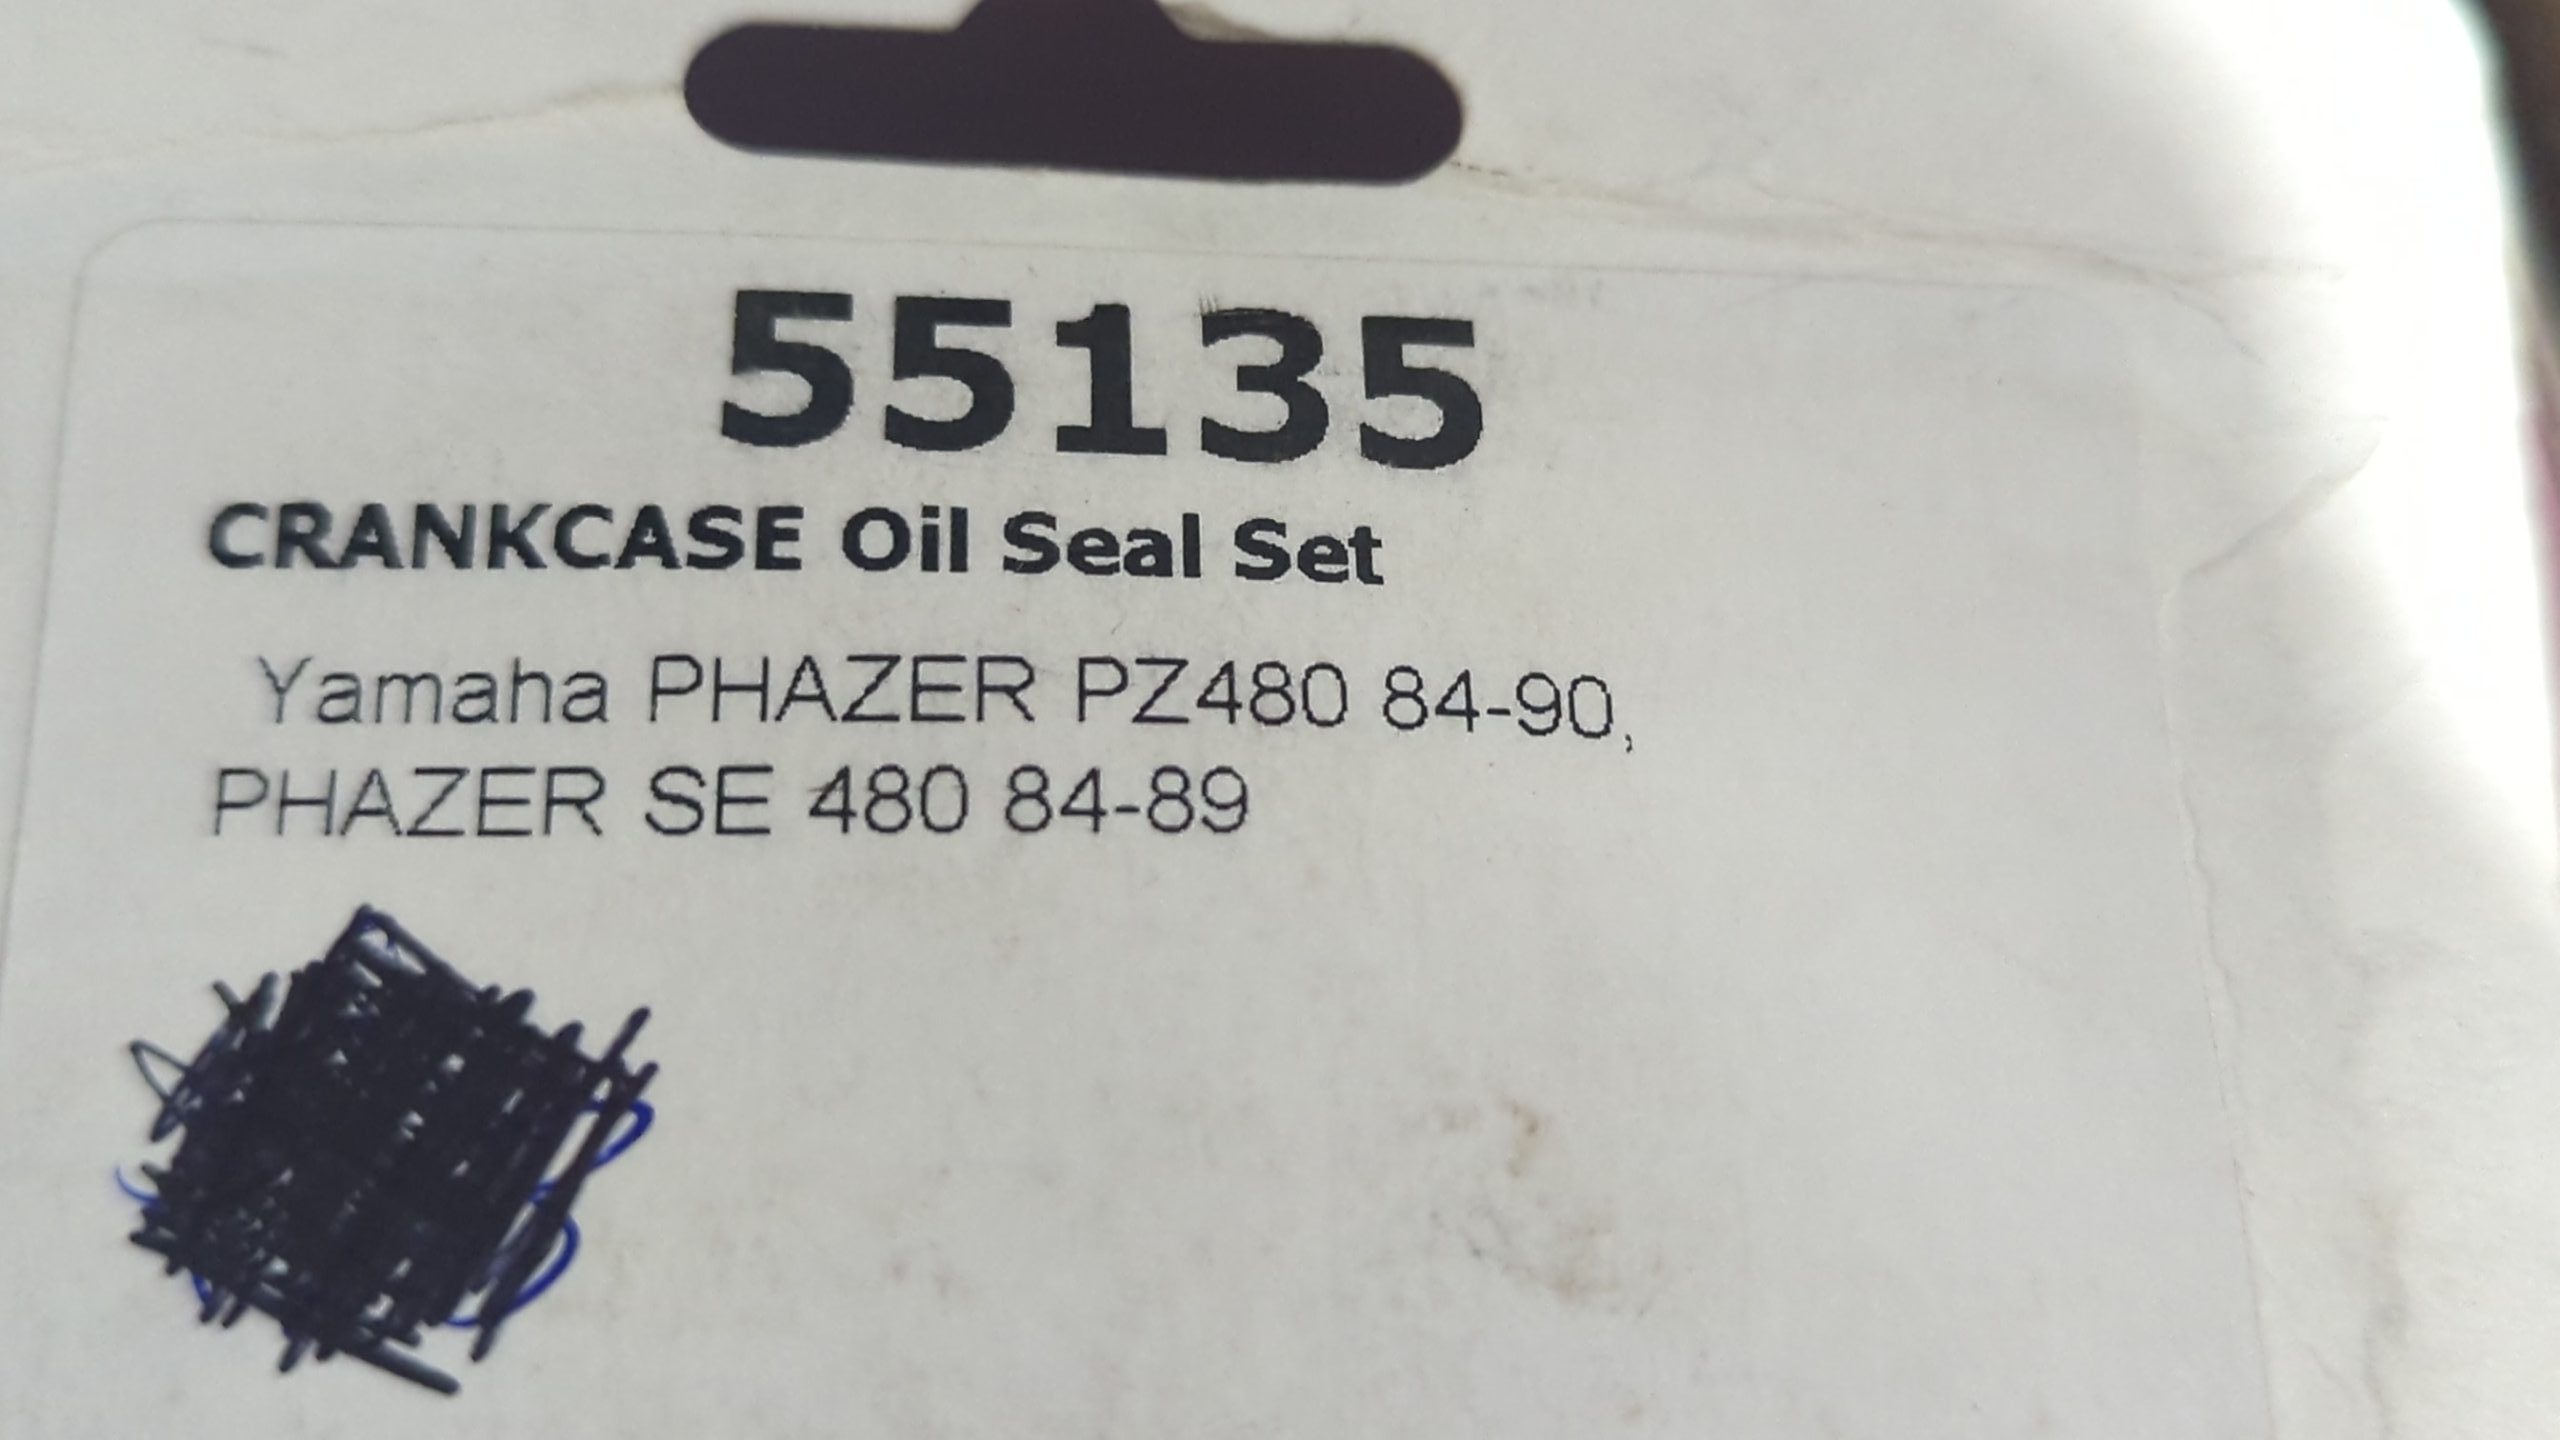 55135
CRANKCASE Oil Seal Set
Yamaha PHAZER PZ480 84-90,
PHAZER SE 480 84-89